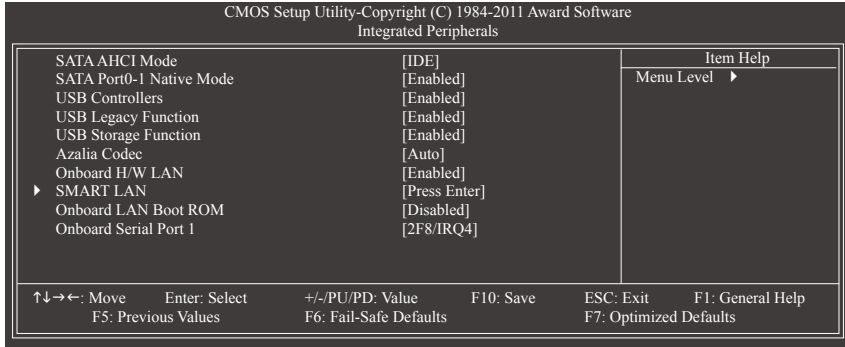 CMOS Setup Utility-Copyright (C) 1984-2011 Award Software
Integrated Peripherals
SATA AHCI Mode [IDE]
SATA Port0-1 Native Mode [Enabled]
USB Controllers [Enabled]
USB Legacy Function [Enabled]
USB Storage Function [Enabled]
Azalia Codec [Auto]
Onboard H/W LAN [Enabled]
SMART LAN [Press Enter]
Onboard LAN Boot ROM [Disabled]
Onboard Serial Port 1 [2F8/IRQ4]
Item Help
Menu Level
↑↓→←: Move Enter: Select +/-/PU/PD: Value F10: Save ESC: Exit F1: General Help
F5: Previous Values F6: Fail-Safe Defaults F7: Optimized Defaults